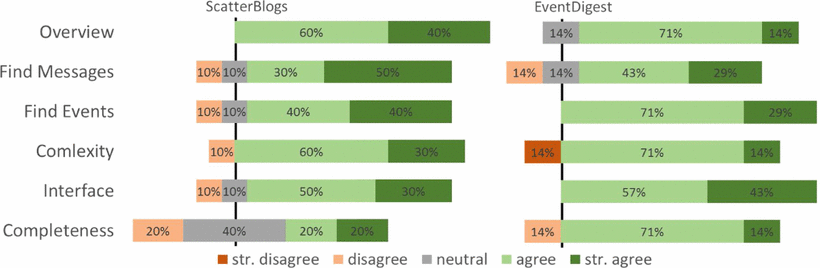 ScatterBlogs EventDigest
Overview 60% 40% 14% 71% 14%
Find Messages 10% 10% 30% 50% 14% 14% 43% 29%
Find Events 10% 10% 40% 40% 71% 29%
Comlexity 10% 60% 30% 14% 71% 14%
Interface 10% 10% 50% 30% 57% 43%
Completeness 20% 40% 20% 20% 14% 71% 14%
str. disagree disagree neutral agree str. agree